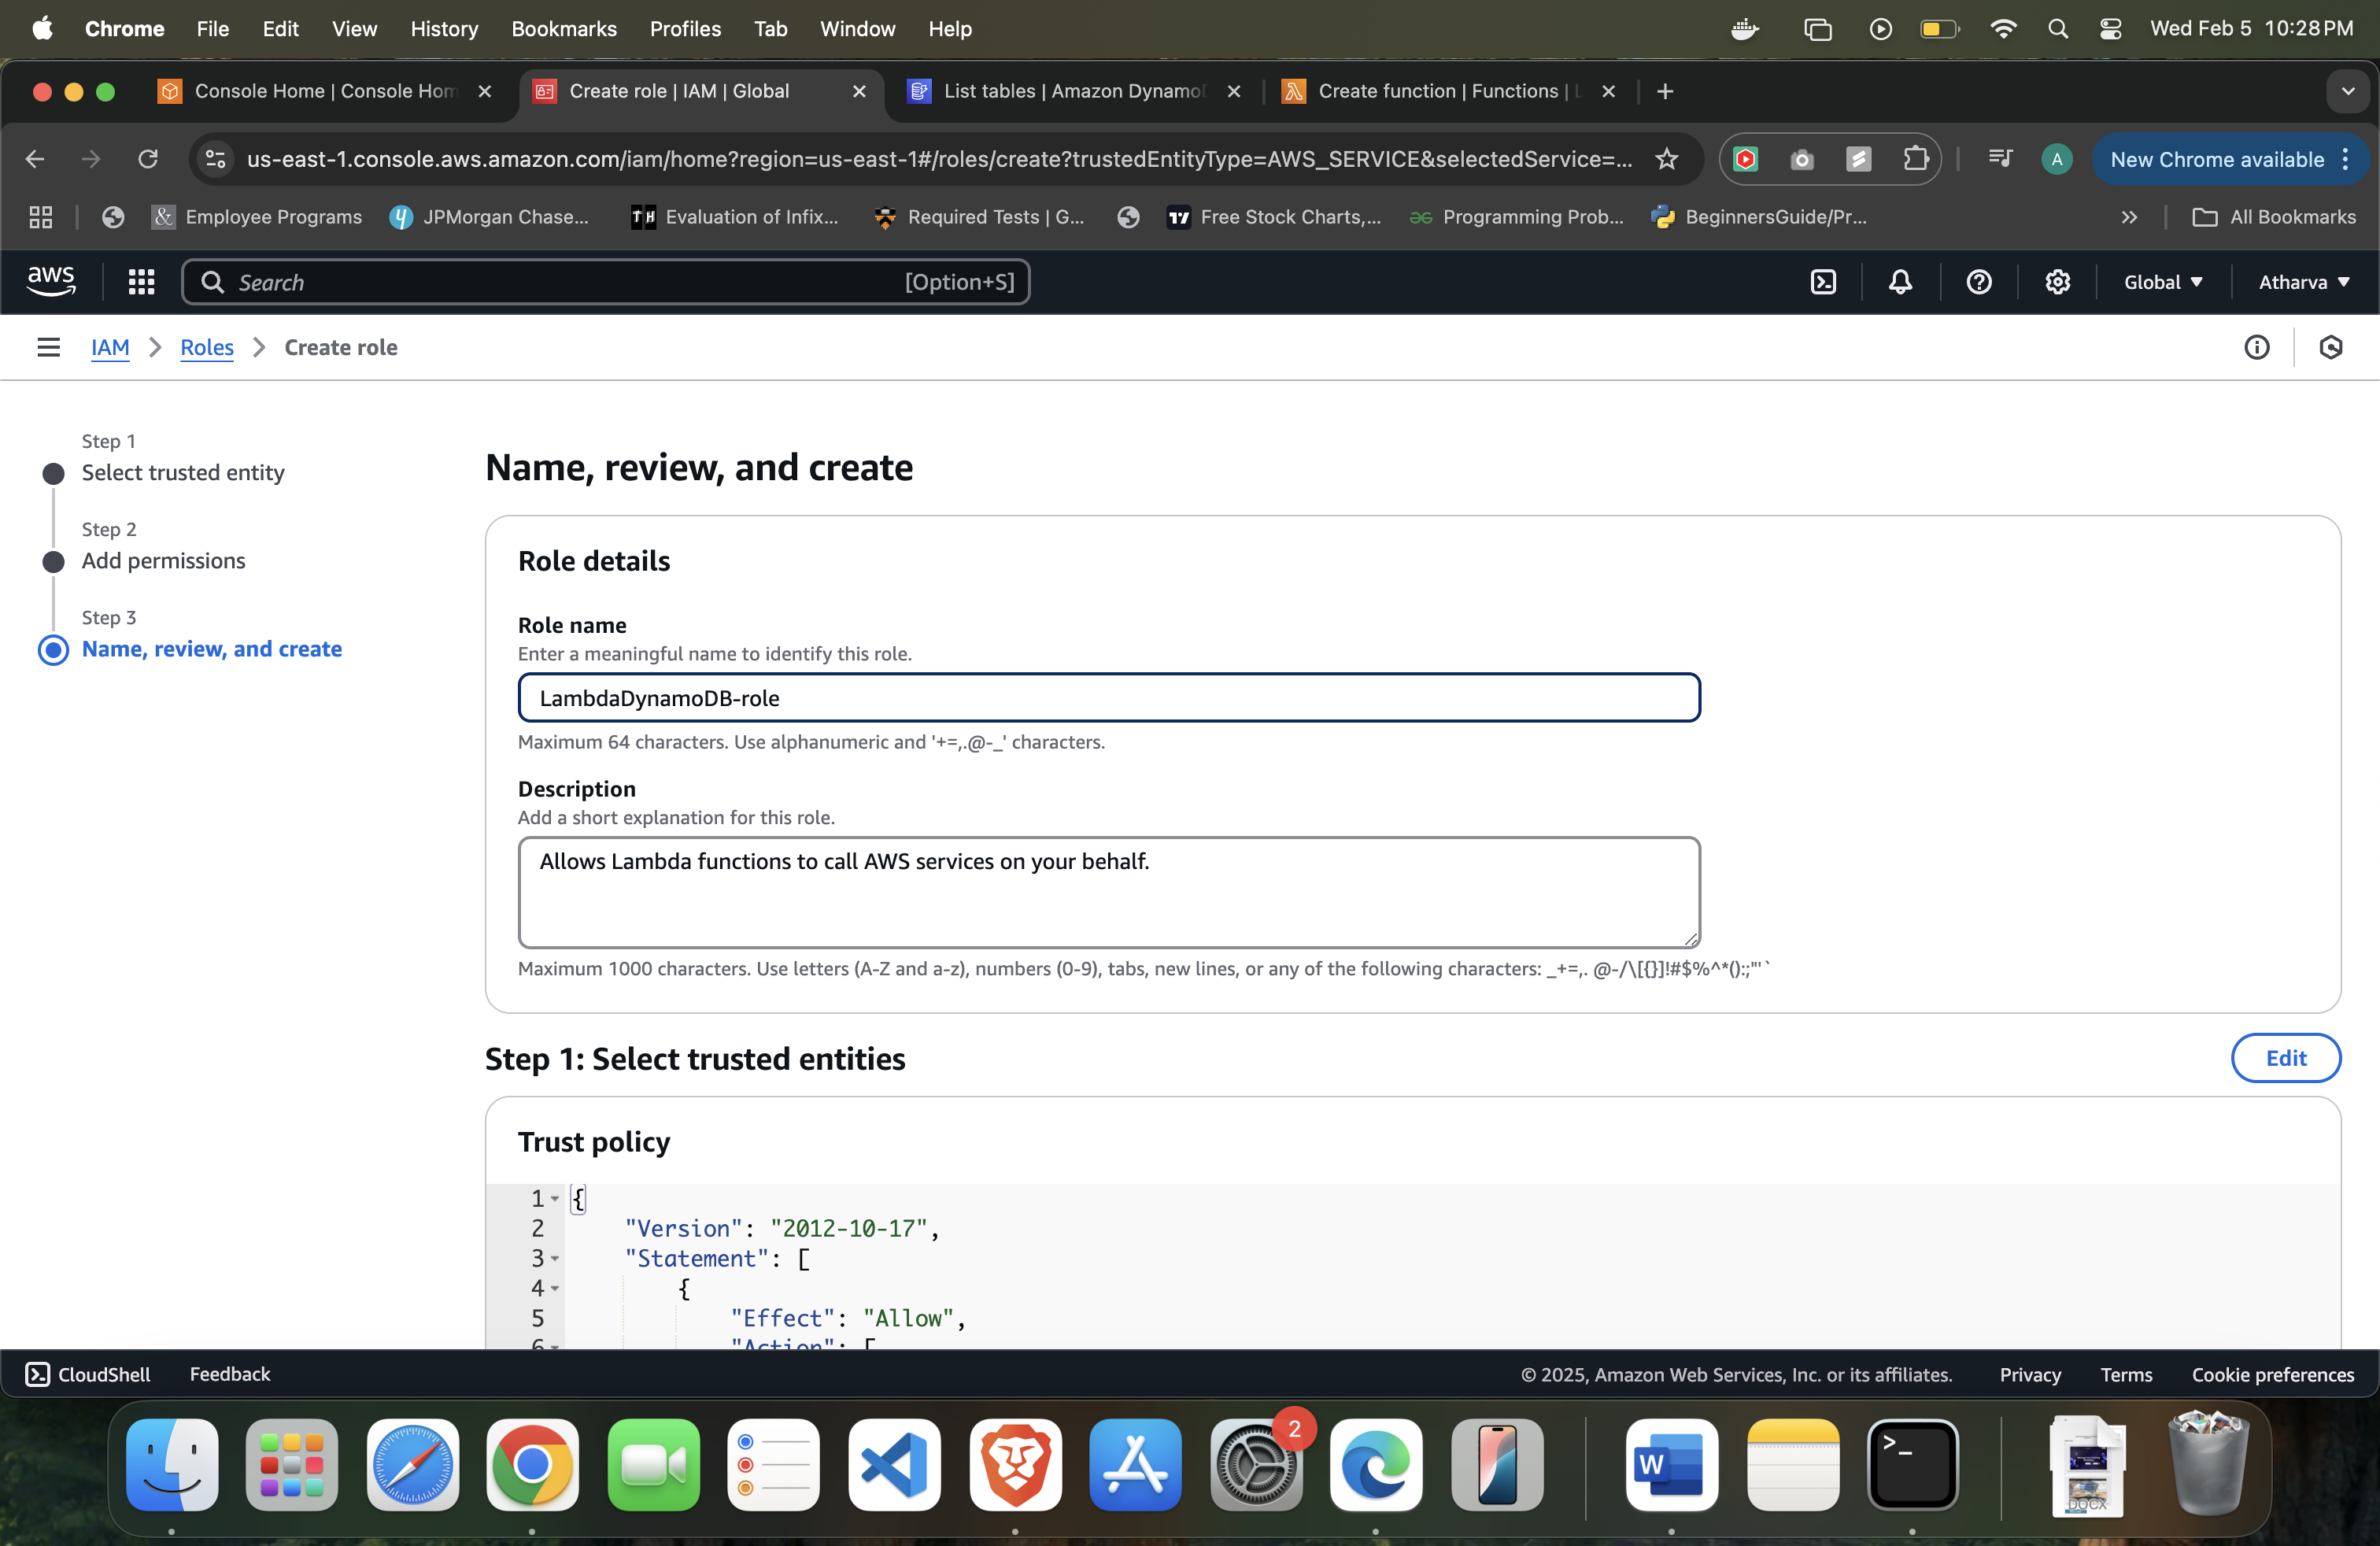 Chrome File Edit View History Bookmarks Profiles Tab Window Help Wed Feb 5 10:28 PM
Console Home | Console Hom Create role | IAM | Global List tables | Amazon Dynamo Create function | Functions |
us-east-1.console.aws.amazon.com/iam/home?region=us-east-1#/roles/create?trustedEntityType=AWS_SERVICE&selectedService=... A New Chrome available
& Employee Programs JPMorgan Chase... TH Evaluation of Infix... Required Tests | G... Free Stock Charts,... Programming Prob... BeginnersGuide/Pr... All Bookmarks
aws Search [Option+S] Global Atharva
IAM Roles Create role
Step 1
Select trusted entity
Step 2
Add permissions
Step 3
Name, review, and create
Name, review, and create
Role details
Role name
Enter a meaningful name to identify this role.
LambdaDynamoDB-role
Maximum 64 characters. Use alphanumeric and '+=,.@-_' characters.
Description
Add a short explanation for this role.
Allows Lambda functions to call AWS services on your behalf.
Maximum 1000 characters. Use letters (A-Z and a-z), numbers (0-9), tabs, new lines, or any of the following characters: _+=,. @-/\[{}]!#$%^*();:"'`
Step 1: Select trusted entities
Edit
Trust policy
1 {
2 "Version": "2012-10-17",
3 "Statement": [
4 {
5 "Effect": "Allow",
6 "Action": [
CloudShell Feedback © 2025, Amazon Web Services, Inc. or its affiliates. Privacy Terms Cookie preferences
2
W
>_
DOCX